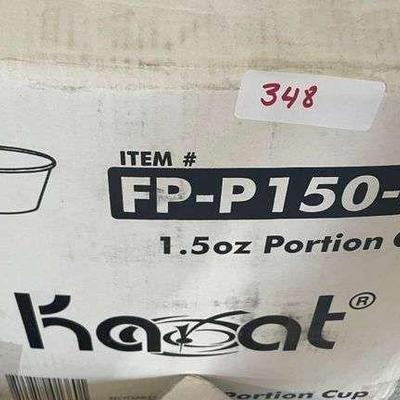 348
ITEM #
FP-P150-
1.5oz Portion C
Karat®
Portion Cup